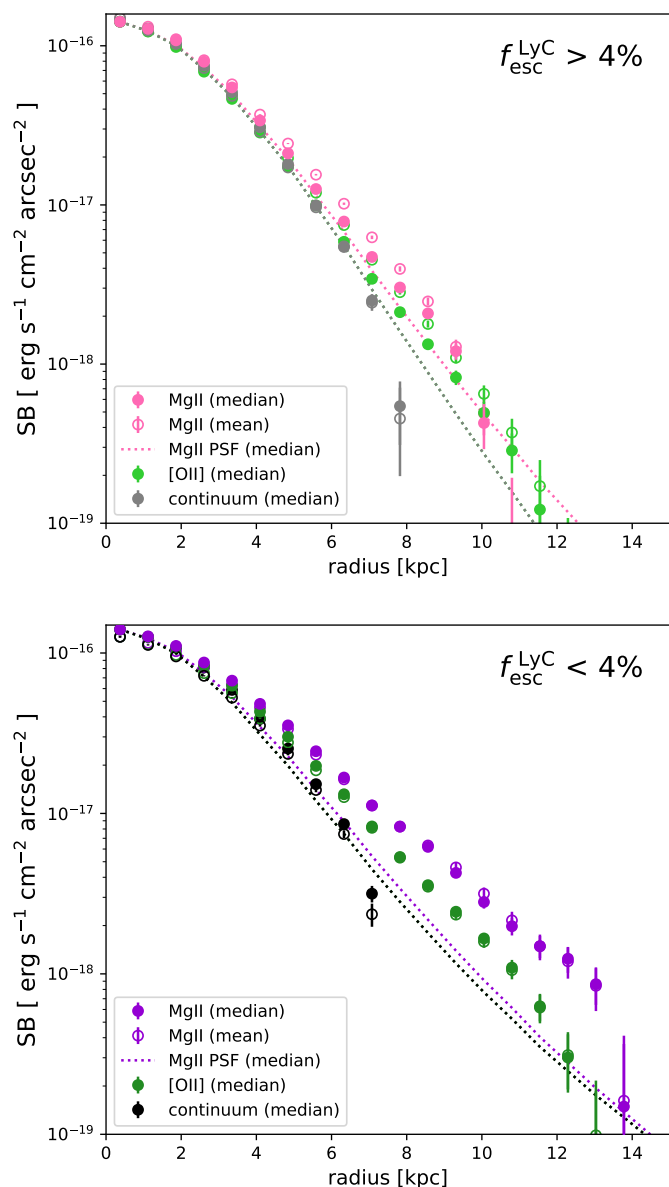 f_esc^LyC > 4%
SB [ erg s⁻¹ cm⁻² arcsec⁻² ]
10⁻¹⁶
10⁻¹⁷
10⁻¹⁸
10⁻¹⁹
MgII (median)
MgII (mean)
MgII PSF (median)
[OII] (median)
continuum (median)
0 2 4 6 8 10 12 14
radius [kpc]
f_esc^LyC < 4%
SB [ erg s⁻¹ cm⁻² arcsec⁻² ]
10⁻¹⁶
10⁻¹⁷
10⁻¹⁸
10⁻¹⁹
MgII (median)
MgII (mean)
MgII PSF (median)
[OII] (median)
continuum (median)
0 2 4 6 8 10 12 14
radius [kpc]